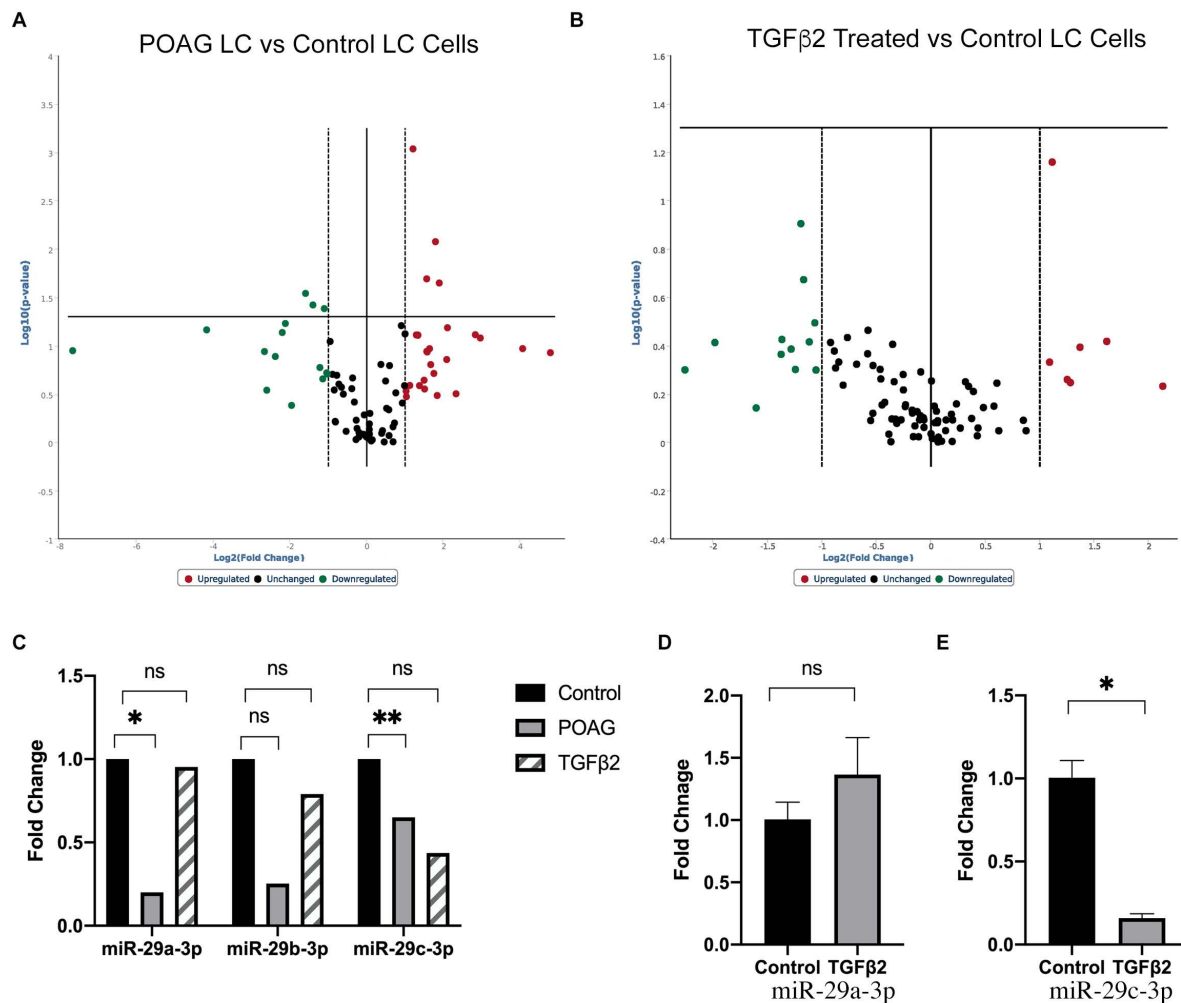 A
POAG LC vs Control LC Cells
4
3.5
3
2.5
2
1.5
1
0.5
0
-0.5
-1
Log10(p-value)
-8 -6 -4 -2 0 2 4
Log2(Fold Change)
Upregulated Unchanged Downregulated
B
TGFβ2 Treated vs Control LC Cells
1.6
1.4
1.2
1
0.8
0.6
0.4
0.2
0
-0.2
-0.4
Log10(p-value)
-2 -1.5 -1 -0.5 0 0.5 1 1.5 2
Log2(Fold Change)
Upregulated Unchanged Downregulated
C
1.5
1.0
0.5
0.0
Fold Change
ns ns ns
* ns **
miR-29a-3p miR-29b-3p miR-29c-3p
Control
POAG
TGFβ2
D
ns
2.0
1.5
1.0
0.5
0.0
Fold Chnage
Control TGFβ2
miR-29a-3p
E
*
1.5
1.0
0.5
0.0
Fold Change
Control TGFβ2
miR-29c-3p